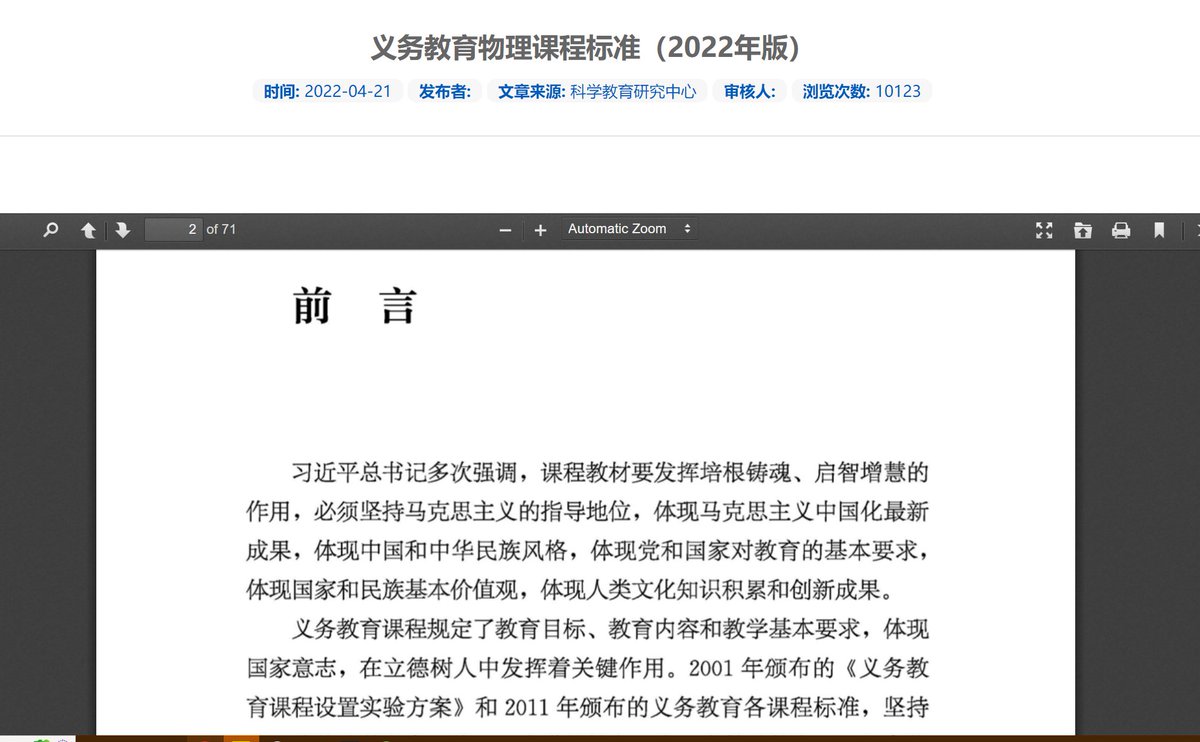 义务教育物理课程标准（2022年版）
时间: 2022-04-21 发布者: 文章来源: 科学教育研究中心 审核人: 浏览次数: 10123
2 of 71 Automatic Zoom
前 言
习近平总书记多次强调，课程教材要发挥培根铸魂、启智增慧的
作用，必须坚持马克思主义的指导地位，体现马克思主义中国化最新
成果，体现中国和中华民族风格，体现党和国家对教育的基本要求，
体现国家和民族基本价值观，体现人类文化知识积累和创新成果。
义务教育课程规定了教育目标、教育内容和教学基本要求，体现
国家意志，在立德树人中发挥着关键作用。2001 年颁布的《义务教
育课程设置实验方案》和 2011 年颁布的义务教育各课程标准，坚持